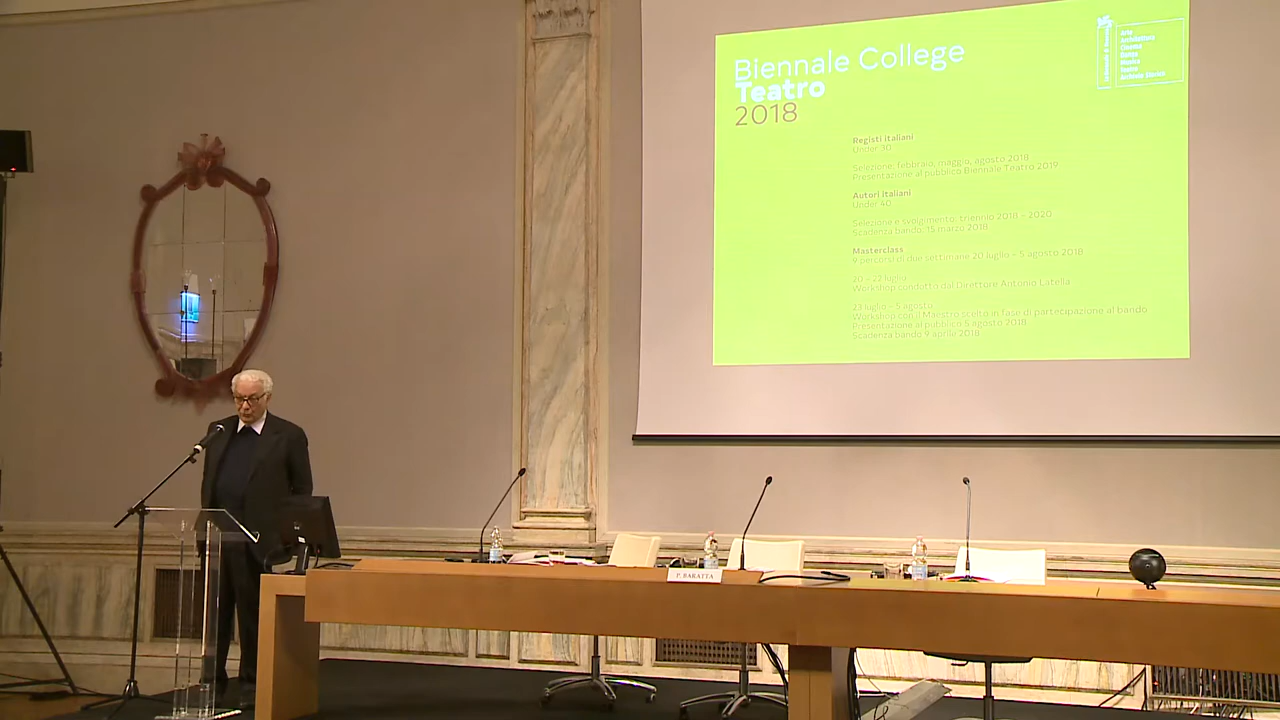 Biennale College
Teatro
2018
Arte
Architettura
Cinema
Danza
Musica
Teatro
Archivio Storico
Registi italiani
Under 30
Selezione: febbraio, maggio, agosto 2018
Presentazione al pubblico Biennale Teatro 2019
Autori italiani
Under 40
Selezione e svolgimento: triennio 2018 - 2020
Scadenza bando: 15 marzo 2018
Masterclass
9 percorsi di due settimane 20 luglio - 5 agosto 2018
20 - 22 luglio
Workshop condotto dal Direttore Antonio Latella
23 luglio - 5 agosto
Workshop con il Maestro scelto in fase di partecipazione al bando
Presentazione al pubblico 5 agosto 2018
Scadenza bando 9 aprile 2018
P. BARATTA